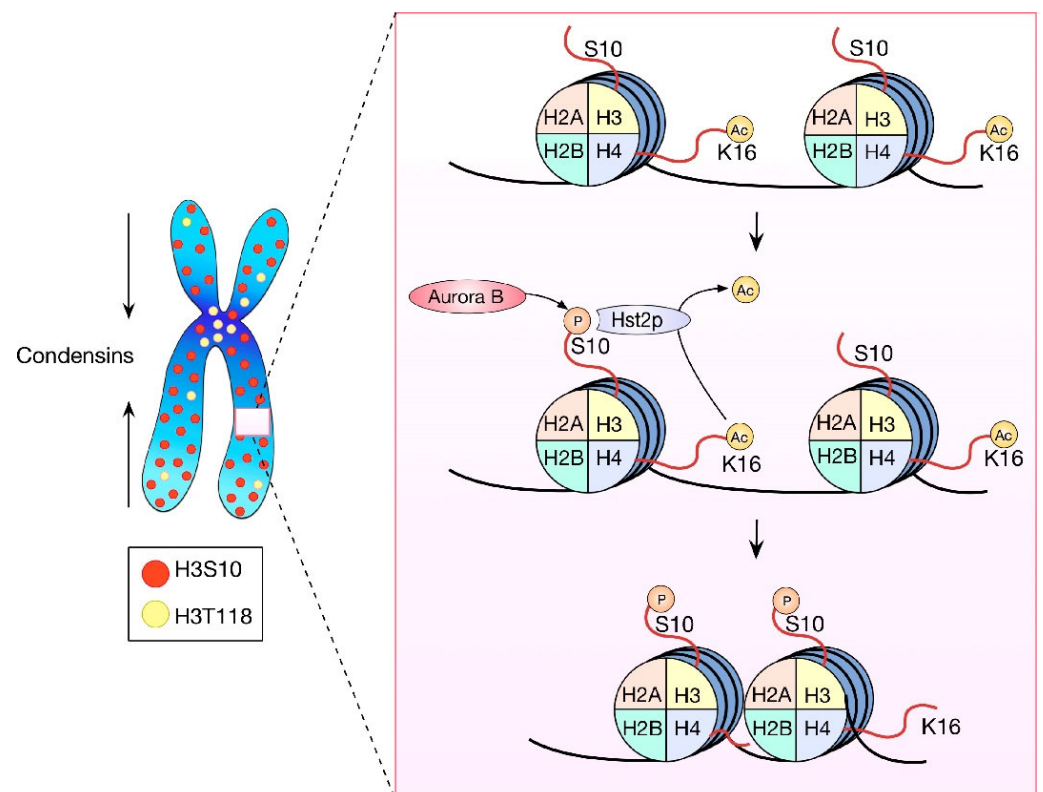 S10
S10
H2A H3
H2B H4
Ac
K16
H2A H3
H2B H4
Ac
K16
Condensins
H3S10
H3T118
Aurora B
P
Hst2p
Ac
S10
S10
H2A H3
H2B H4
Ac
K16
H2A H3
H2B H4
Ac
K16
P
S10
P
S10
H2A H3
H2B H4
H2A H3
H2B H4
K16